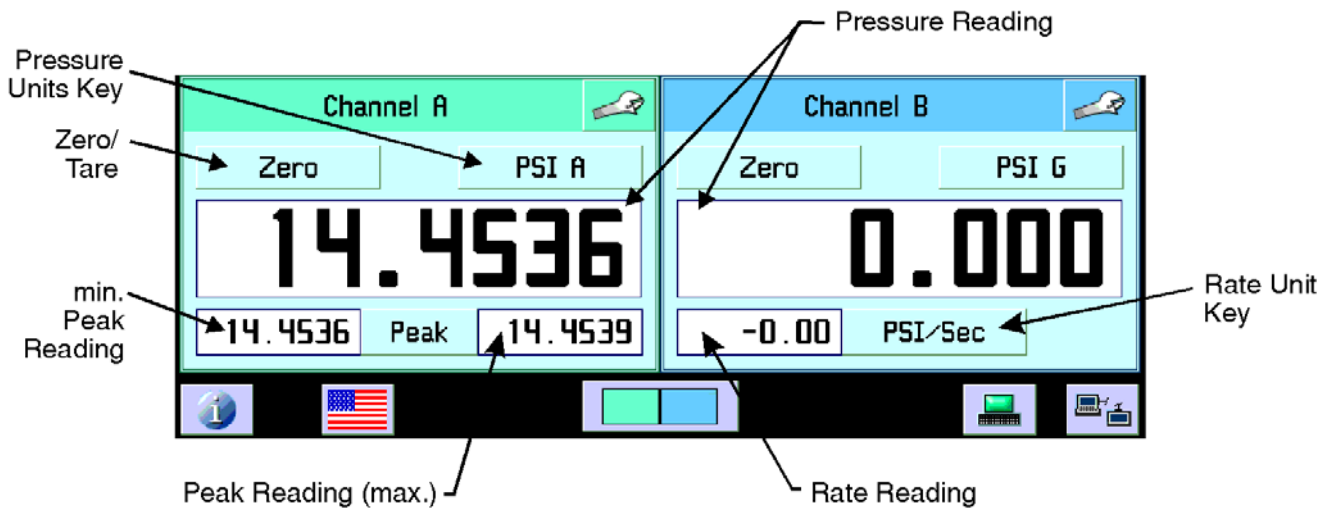 Pressure Reading
Pressure
Units Key
Channel A
Channel B
Zero/
Tare
Zero
PSI A
Zero
PSI G
14.4536
0.000
min.
Peak
Reading
14.4536
Peak
14.4539
-0.00
PSI/Sec
Rate Unit
Key
i
Peak Reading (max.)
Rate Reading